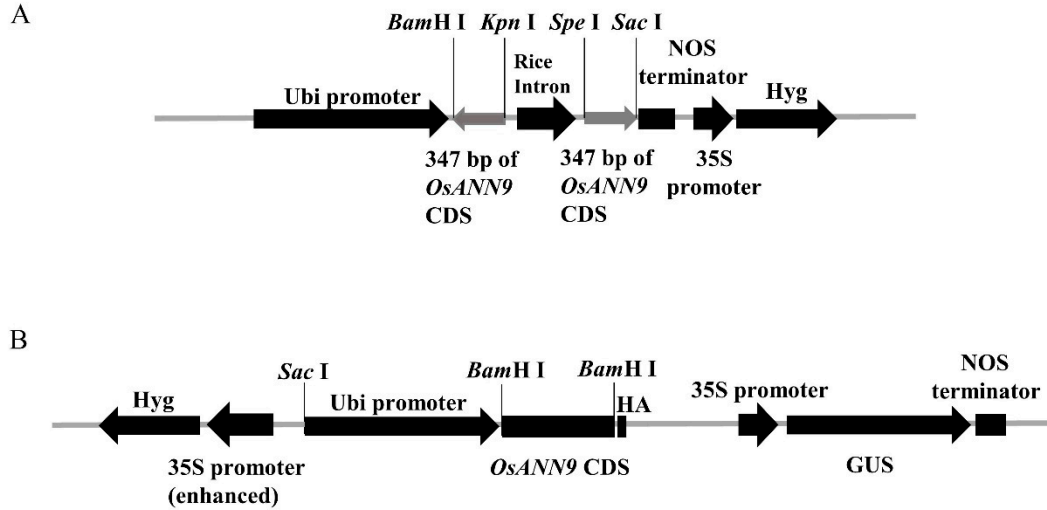 A
BamH I Kpn I Spe I Sac I
Ubi promoter
Rice
Intron
NOS
terminator
Hyg
347 bp of
OsANN9
CDS
347 bp of
OsANN9
CDS
35S
promoter
B
Sac I BamH I BamH I
Hyg
Ubi promoter
HA
35S promoter
NOS
terminator
35S promoter
(enhanced)
OsANN9 CDS
GUS